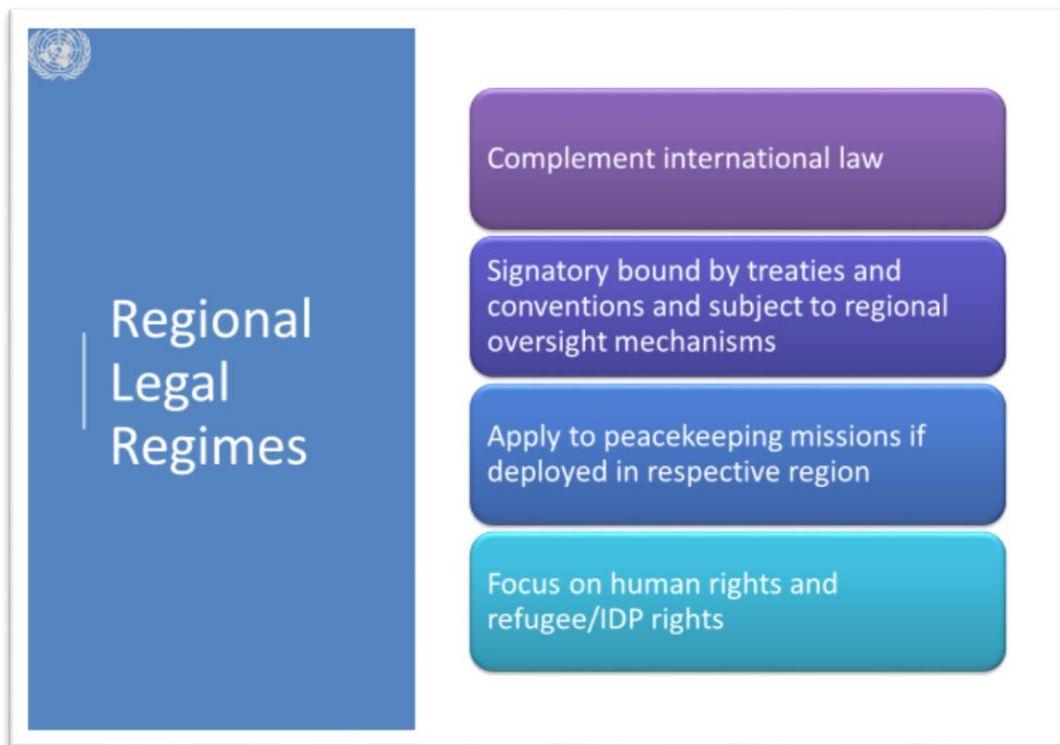 Regional
Legal
Regimes
Complement international law
Signatory bound by treaties and
conventions and subject to regional
oversight mechanisms
Apply to peacekeeping missions if
deployed in respective region
Focus on human rights and
refugee/IDP rights